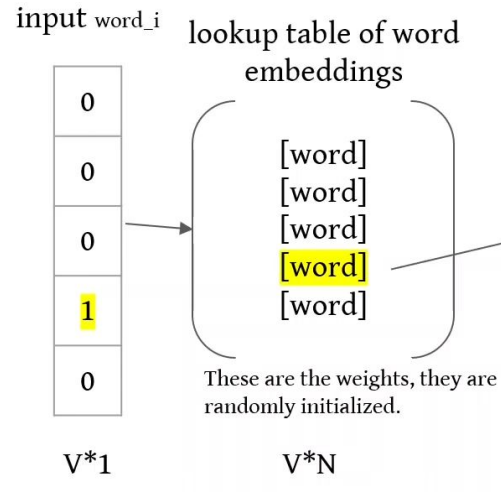 input word_i
lookup table of word
embeddings
0
0
0
1
0
[word]
[word]
[word]
[word]
[word]
These are the weights, they are
randomly initialized.
V*1
V*N